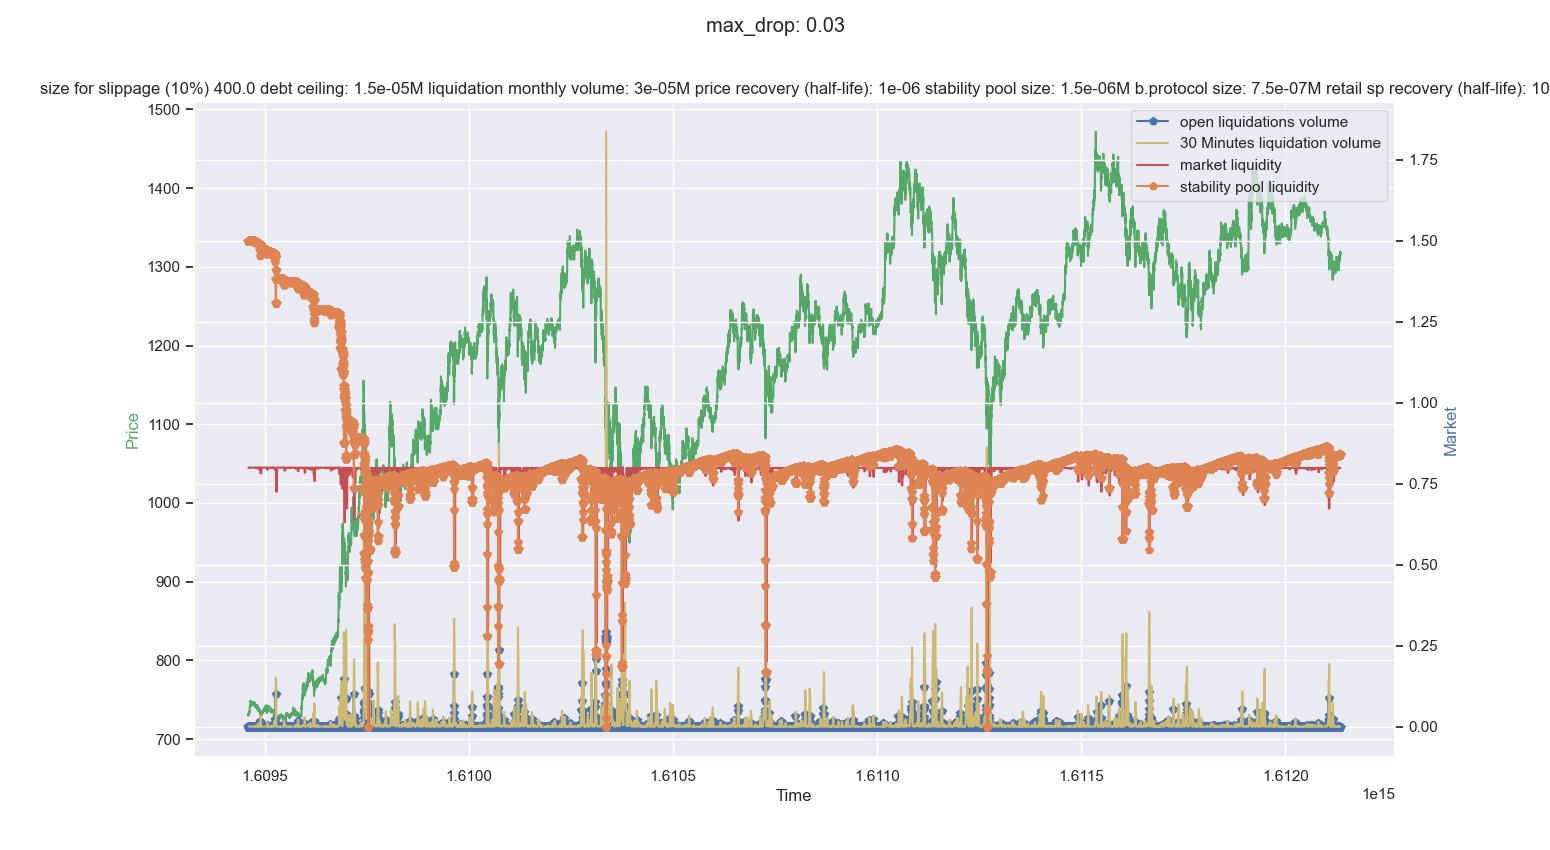 max_drop: 0.03
size for slippage (10%) 400.0 debt ceiling: 1.5e-05M liquidation monthly volume: 3e-05M price recovery (half-life): 1e-06 stability pool size: 1.5e-06M b.protocol size: 7.5e-07M retail sp recovery (half-life): 10
open liquidations volume
30 Minutes liquidation volume
market liquidity
stability pool liquidity
1500
1400
1300
1200
1100
1000
900
800
700
Price
1.75
1.50
1.25
1.00
0.75
0.50
0.25
0.00
Market
1.6095 1.6100 1.6105 1.6110 1.6115 1.6120
1e15
Time